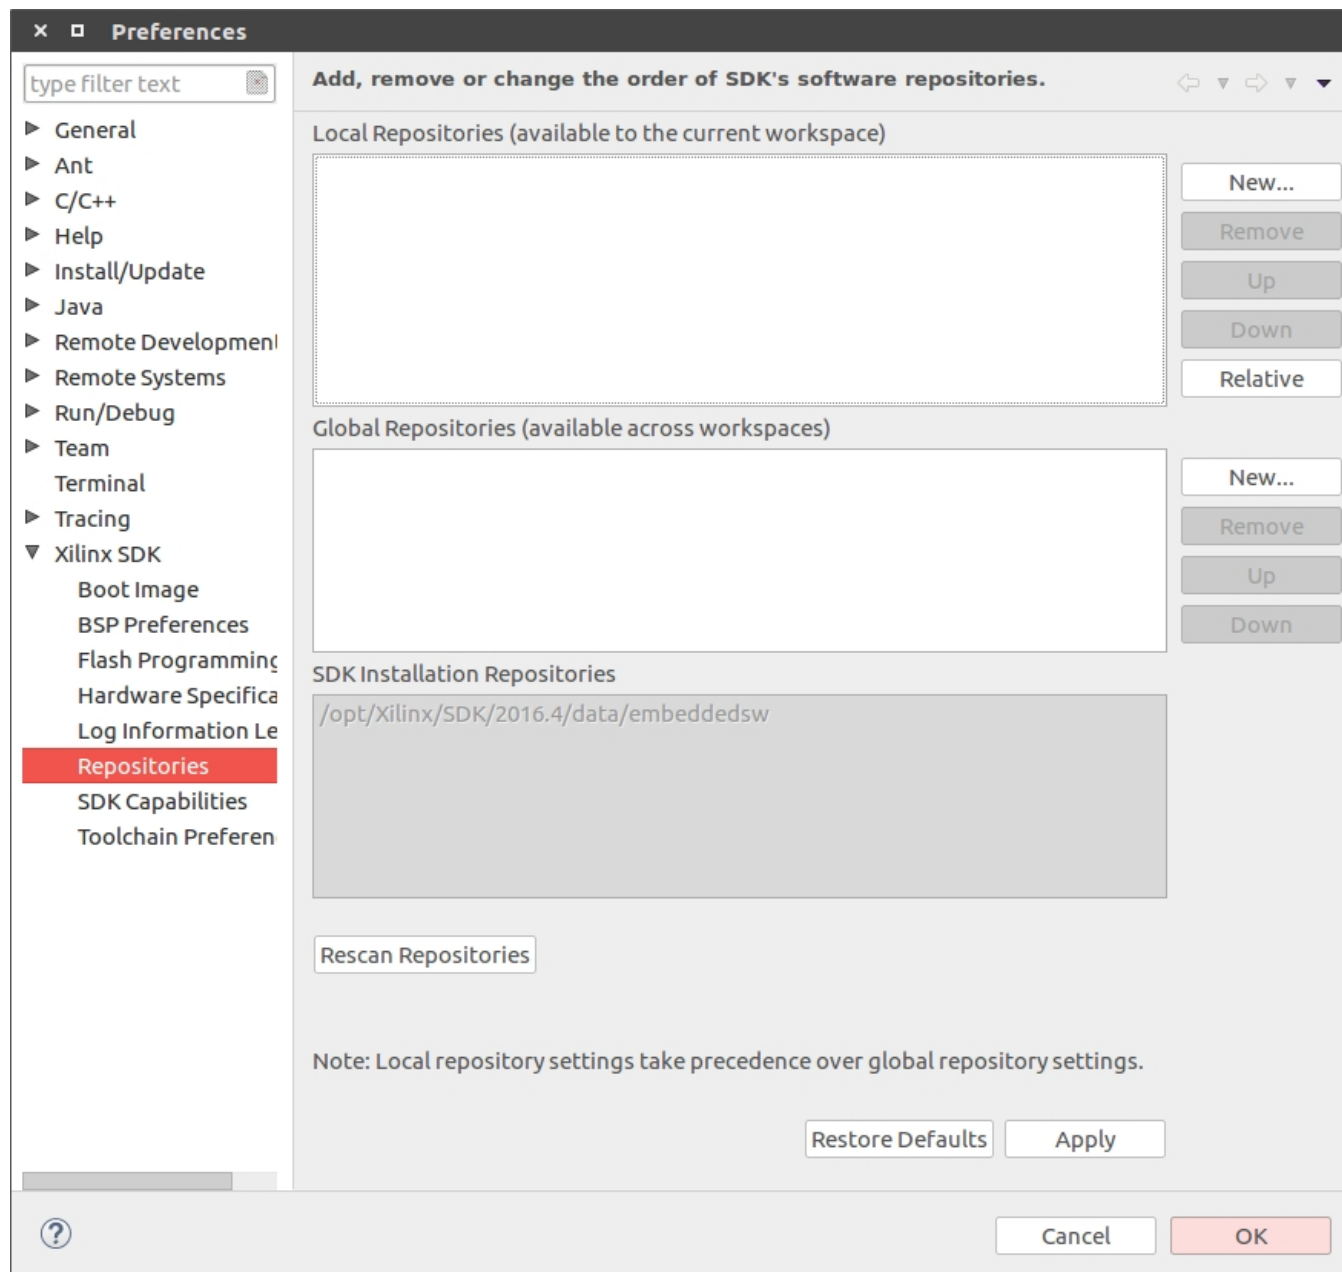 Preferences
type filter text
General
Ant
C/C++
Help
Install/Update
Java
Remote Development
Remote Systems
Run/Debug
Team
Terminal
Tracing
Xilinx SDK
Boot Image
BSP Preferences
Flash Programming
Hardware Specifica
Log Information Le
Repositories
SDK Capabilities
Toolchain Preferen
Add, remove or change the order of SDK's software repositories.
Local Repositories (available to the current workspace)
New...
Remove
Up
Down
Relative
Global Repositories (available across workspaces)
New...
Remove
Up
Down
SDK Installation Repositories
/opt/Xilinx/SDK/2016.4/data/embeddedsw
Rescan Repositories
Note: Local repository settings take precedence over global repository settings.
Restore Defaults
Apply
?
Cancel
OK